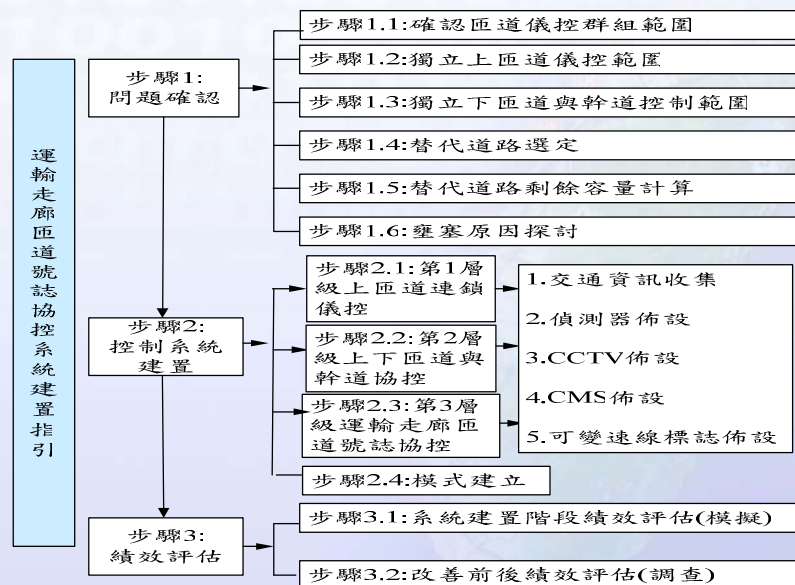 運輸走廊匝道號誌協控系統建置指引
步驟1:
問題確認
步驟1.1:確認匝道儀控群組範圍
步驟1.2:獨立上匝道儀控範圍
步驟1.3:獨立下匝道與幹道控制範圍
步驟1.4:替代道路選定
步驟1.5:替代道路剩餘容量計算
步驟1.6:壅塞原因探討
步驟2:
控制系統
建置
步驟2.1:第1層
級上匝道連鎖
儀控
步驟2.2:第2層
級上下匝道與
幹道協控
步驟2.3:第3層
級運輸走廊匝
道號誌協控
步驟2.4:模式建立
1.交通資訊收集
2.偵測器佈設
3.CCTV佈設
4.CMS佈設
5.可變速線標誌佈設
步驟3:
績效評估
步驟3.1:系統建置階段績效評估(模擬)
步驟3.2:改善前後績效評估(調查)